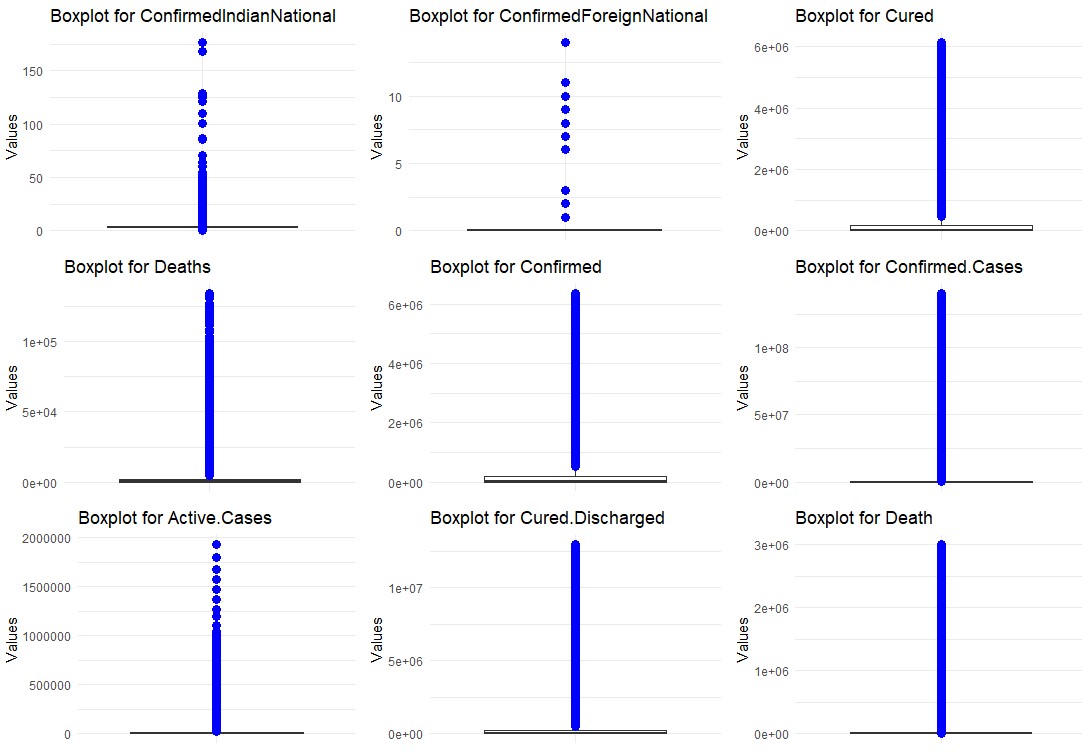 Boxplot for ConfirmedIndianNational
Values
150
100
50
0
Boxplot for ConfirmedForeignNational
Values
10
5
0
Boxplot for Cured
Values
6e+06
4e+06
2e+06
0e+00
Boxplot for Deaths
Values
1e+05
5e+04
0e+00
Boxplot for Confirmed
Values
6e+06
4e+06
2e+06
0e+00
Boxplot for Confirmed.Cases
Values
1e+08
5e+07
0e+00
Boxplot for Active.Cases
Values
2000000
1500000
1000000
500000
0
Boxplot for Cured.Discharged
Values
1e+07
5e+06
0e+00
Boxplot for Death
Values
3e+06
2e+06
1e+06
0e+00